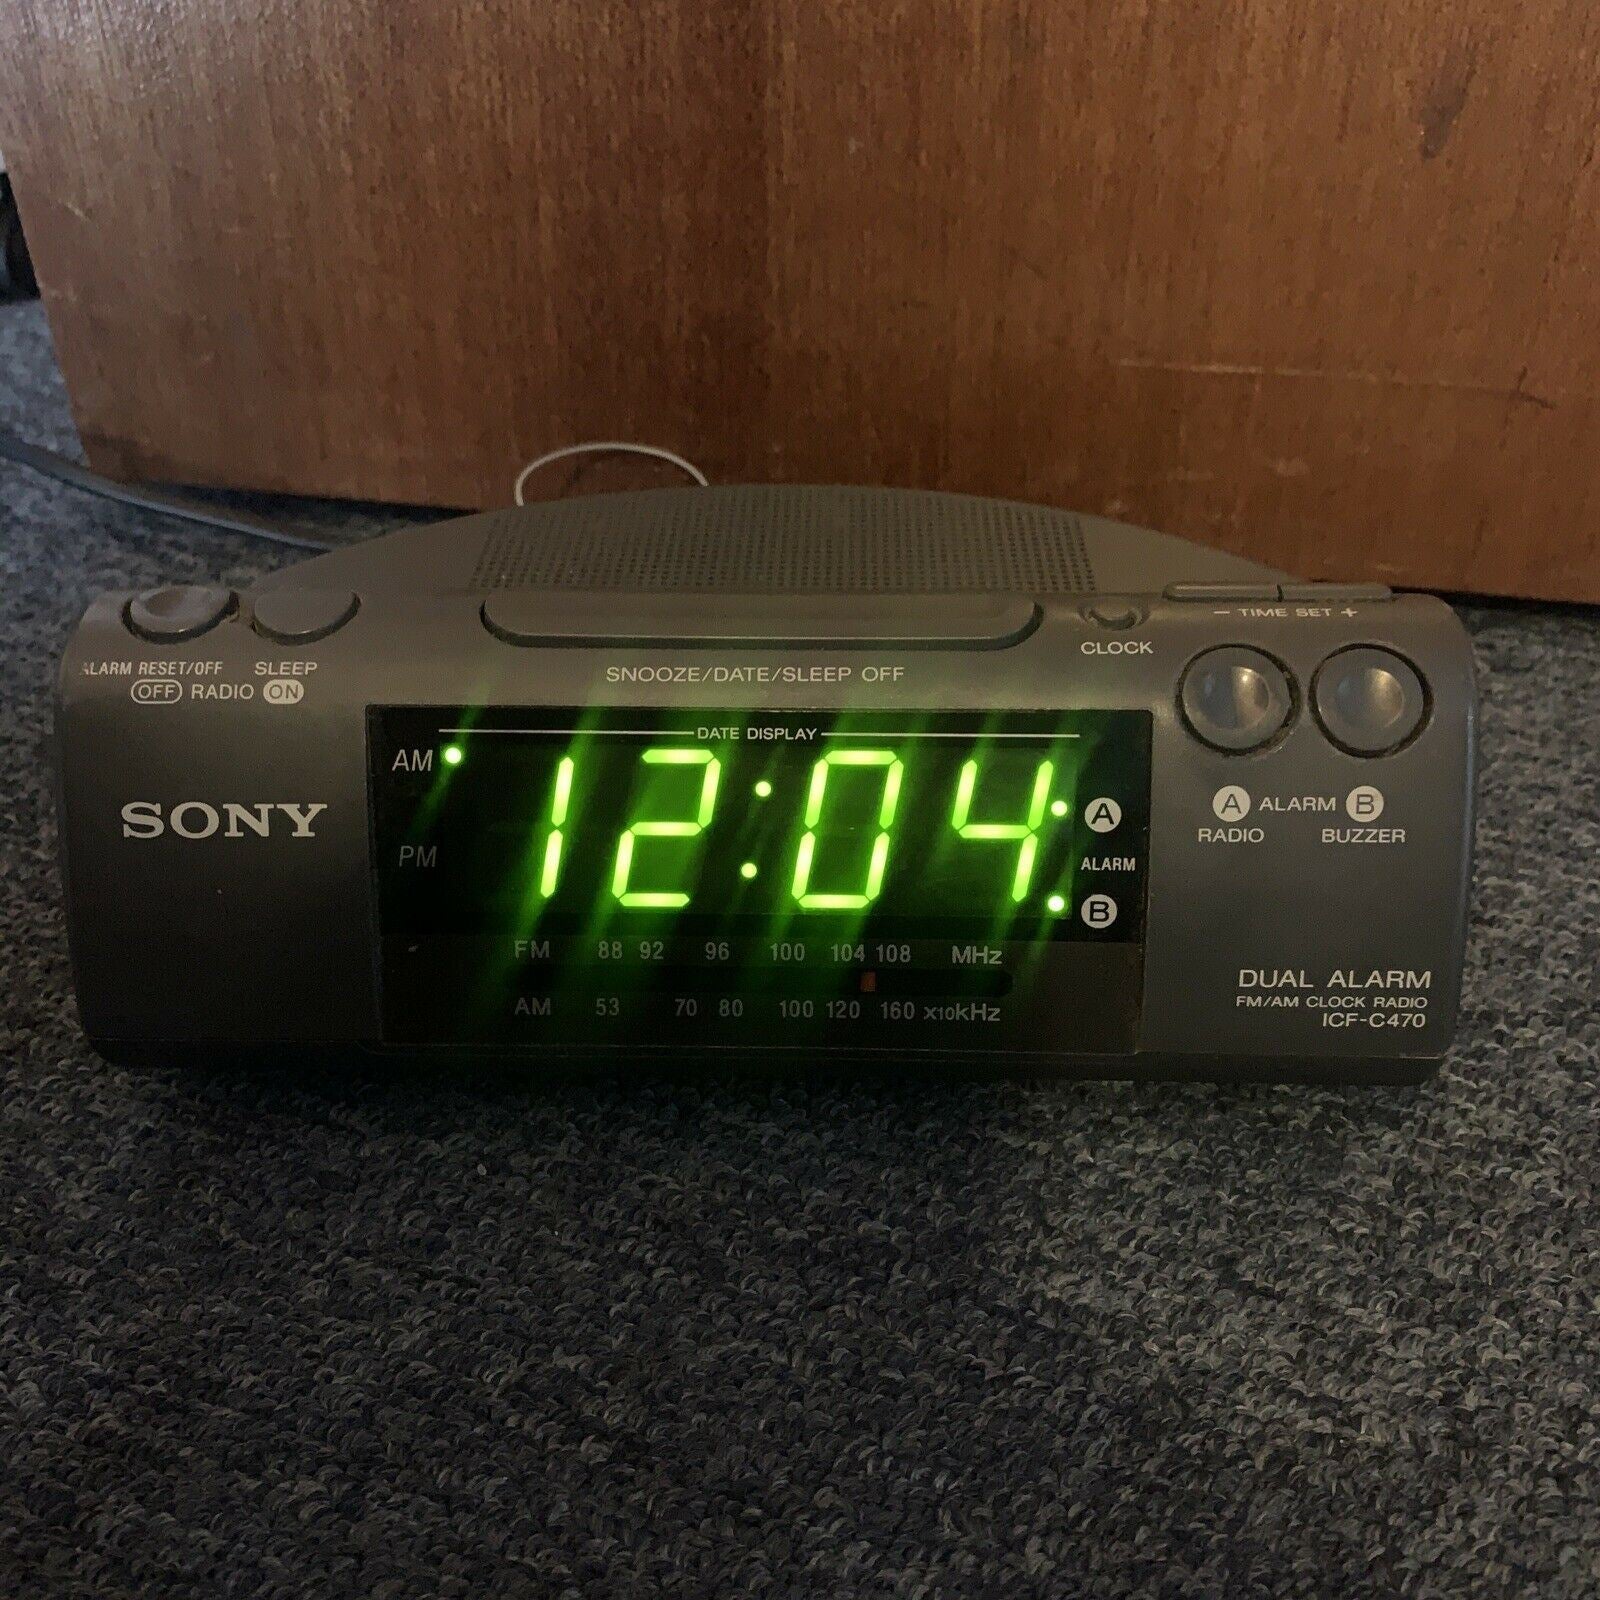 - TIME SET +
CLOCK
ALARM RESET/OFF SLEEP
OFF RADIO ON
SNOOZE/DATE/SLEEP OFF
DATE DISPLAY
AM
12:04
PM
A
ALARM
B
SONY
A ALARM B
RADIO BUZZER
FM 88 92 96 100 104 108 MHz
AM 53 70 80 100 120 160 x10kHz
DUAL ALARM
FM/AM CLOCK RADIO
ICF-C470